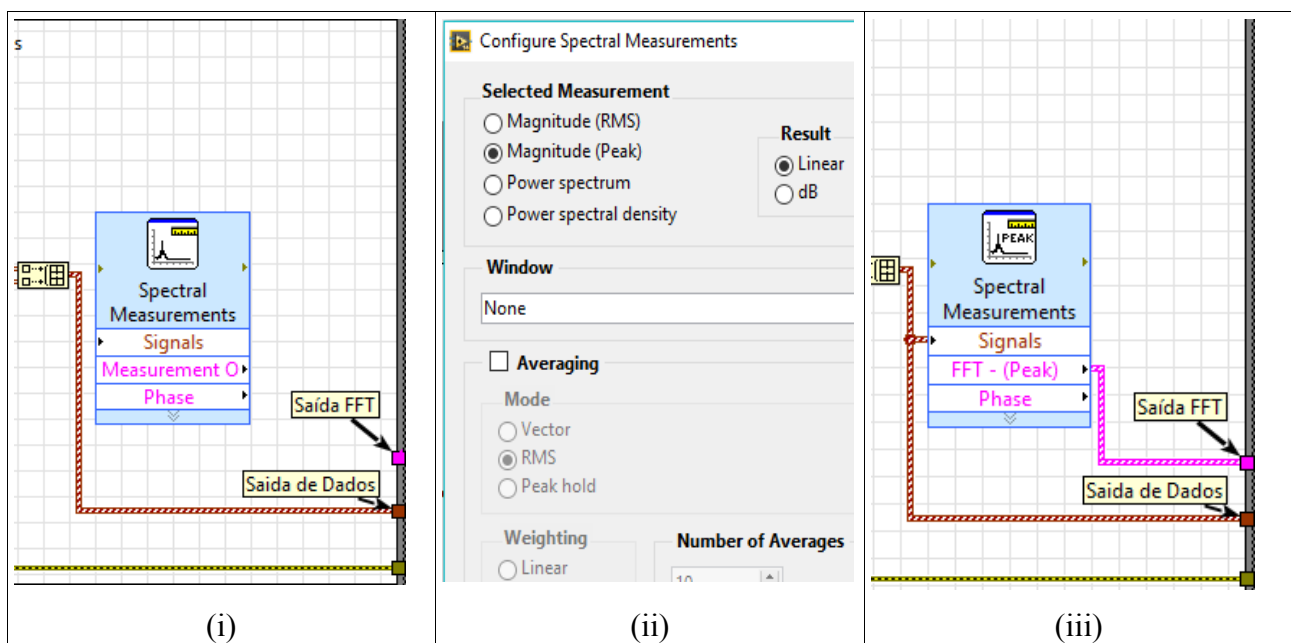 s
Spectral
Measurements
Signals
Measurement O
Phase
Saída FFT
Saida de Dados
(i)
Configure Spectral Measurements
Selected Measurement
Magnitude (RMS)
Magnitude (Peak)
Power spectrum
Power spectral density
Result
Linear
dB
Window
None
Averaging
Mode
Vector
RMS
Peak hold
Weighting
Linear
Number of Averages
10
(ii)
PEAK
Spectral
Measurements
Signals
FFT - (Peak)
Phase
Saída FFT
Saida de Dados
(iii)